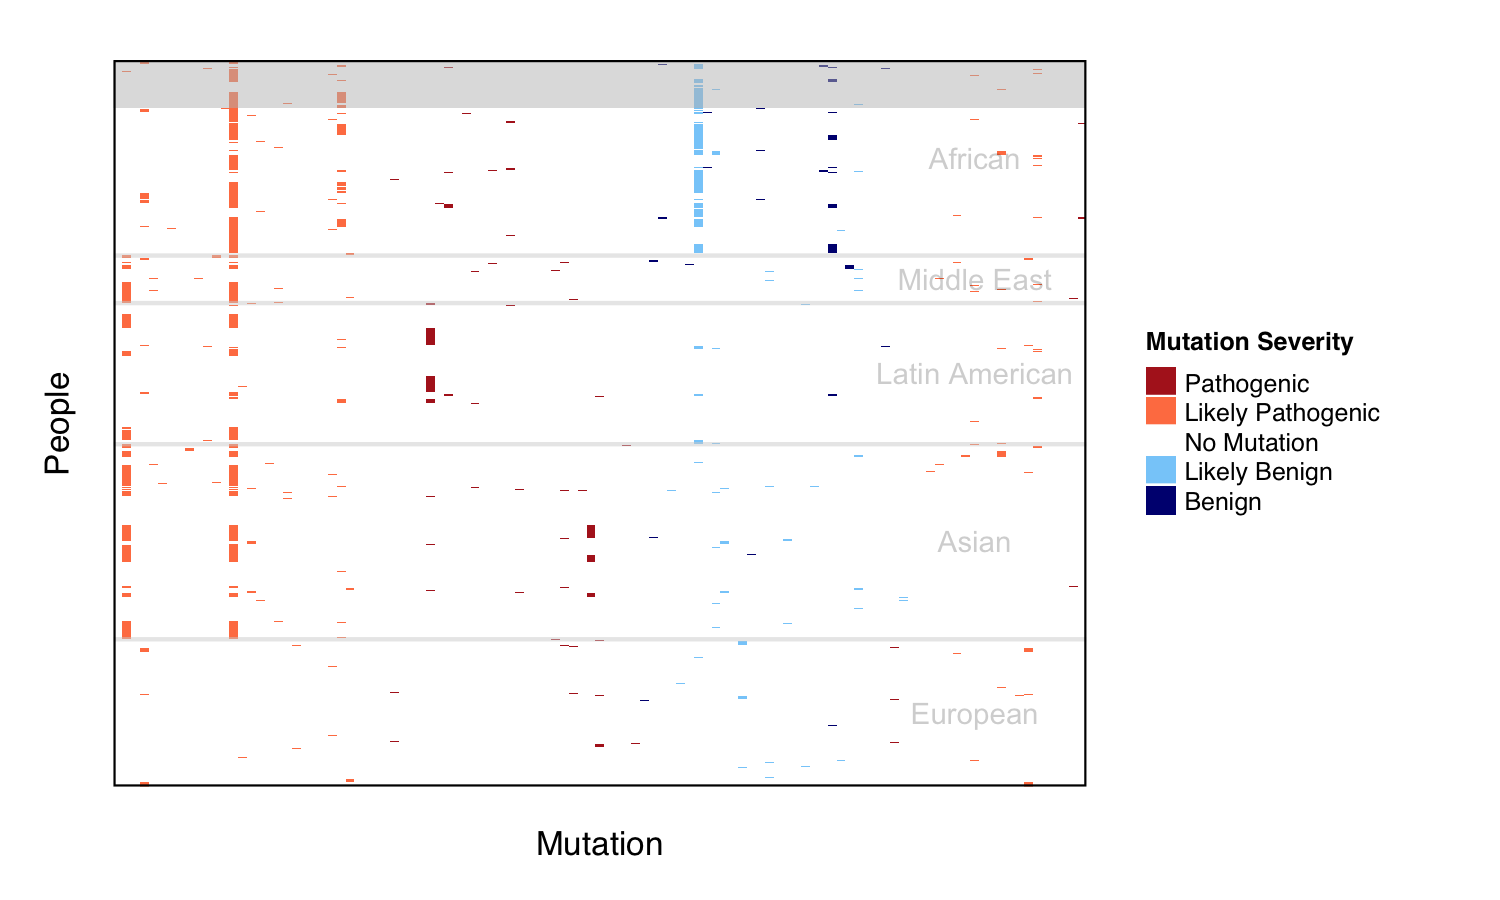 African
Middle East
Latin American
Asian
European
People
Mutation
Mutation Severity
Pathogenic
Likely Pathogenic
No Mutation
Likely Benign
Benign